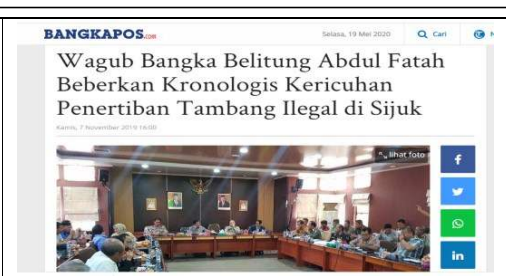 BANGKAPOS.com
Selasa, 19 Mei 2020
Cari
Wagub Bangka Belitung Abdul Fatah
Beberkan Kronologis Kericuhan
Penertiban Tambang Ilegal di Sijuk
Kamis, 7 November 2019 16:00
lihat foto
f
in